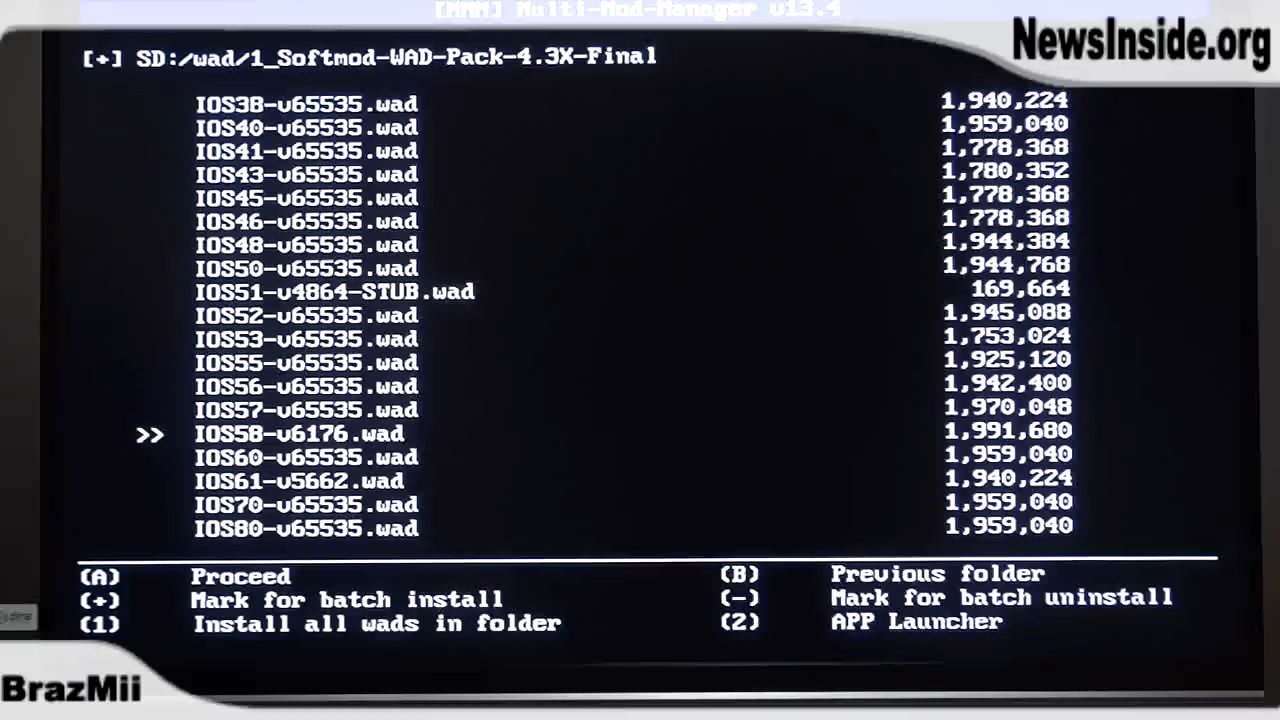 [MMM] Multi-Mod-Manager v13.4
NewsInside.org
[+] SD:/wad/1_Softmod-WAD-Pack-4.3X-Final
IOS38-v65535.wad 1,940,224
IOS40-v65535.wad 1,959,040
IOS41-v65535.wad 1,778,368
IOS43-v65535.wad 1,780,352
IOS45-v65535.wad 1,778,368
IOS46-v65535.wad 1,778,368
IOS48-v65535.wad 1,944,384
IOS50-v65535.wad 1,944,768
IOS51-v4864-STUB.wad 169,664
IOS52-v65535.wad 1,945,088
IOS53-v65535.wad 1,753,024
IOS55-v65535.wad 1,925,120
IOS56-v65535.wad 1,942,400
IOS57-v65535.wad 1,970,048
>> IOS58-v6176.wad 1,991,680
IOS60-v65535.wad 1,959,040
IOS61-v5662.wad 1,940,224
IOS70-v65535.wad 1,959,040
IOS80-v65535.wad 1,959,040
(A) Proceed (B) Previous folder
(+) Mark for batch install (-) Mark for batch uninstall
(1) Install all wads in folder (2) APP Launcher
BrazMii